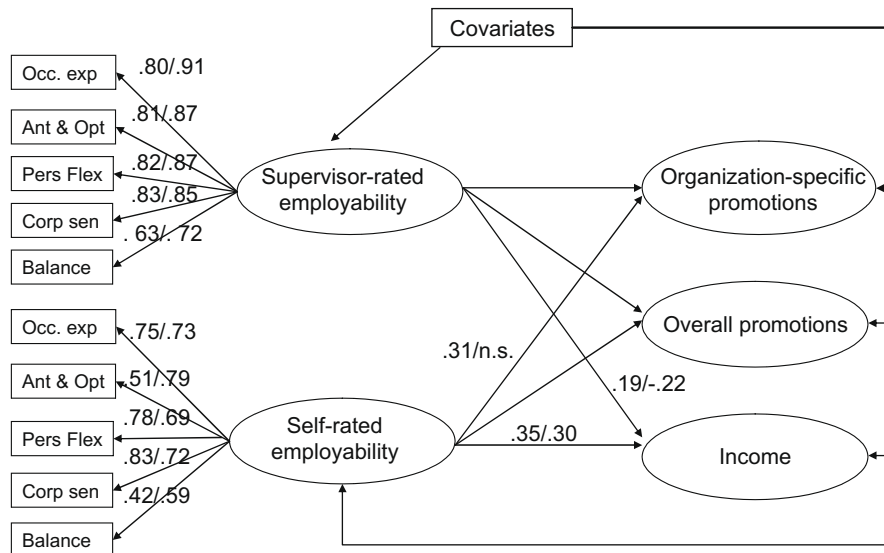 Covariates
Occ. exp
.80/.91
Ant & Opt
.81/.87
Pers Flex
.82/.87
Corp sen
.83/.85
Balance
. 63/. 72
Supervisor-rated
employability
Organization-specific
promotions
Overall promotions
Income
Occ. exp
.75/.73
Ant & Opt
.51/.79
Pers Flex
.78/.69
Corp sen
.83/.72
Balance
.42/.59
Self-rated
employability
.31/n.s.
.19/-.22
.35/.30